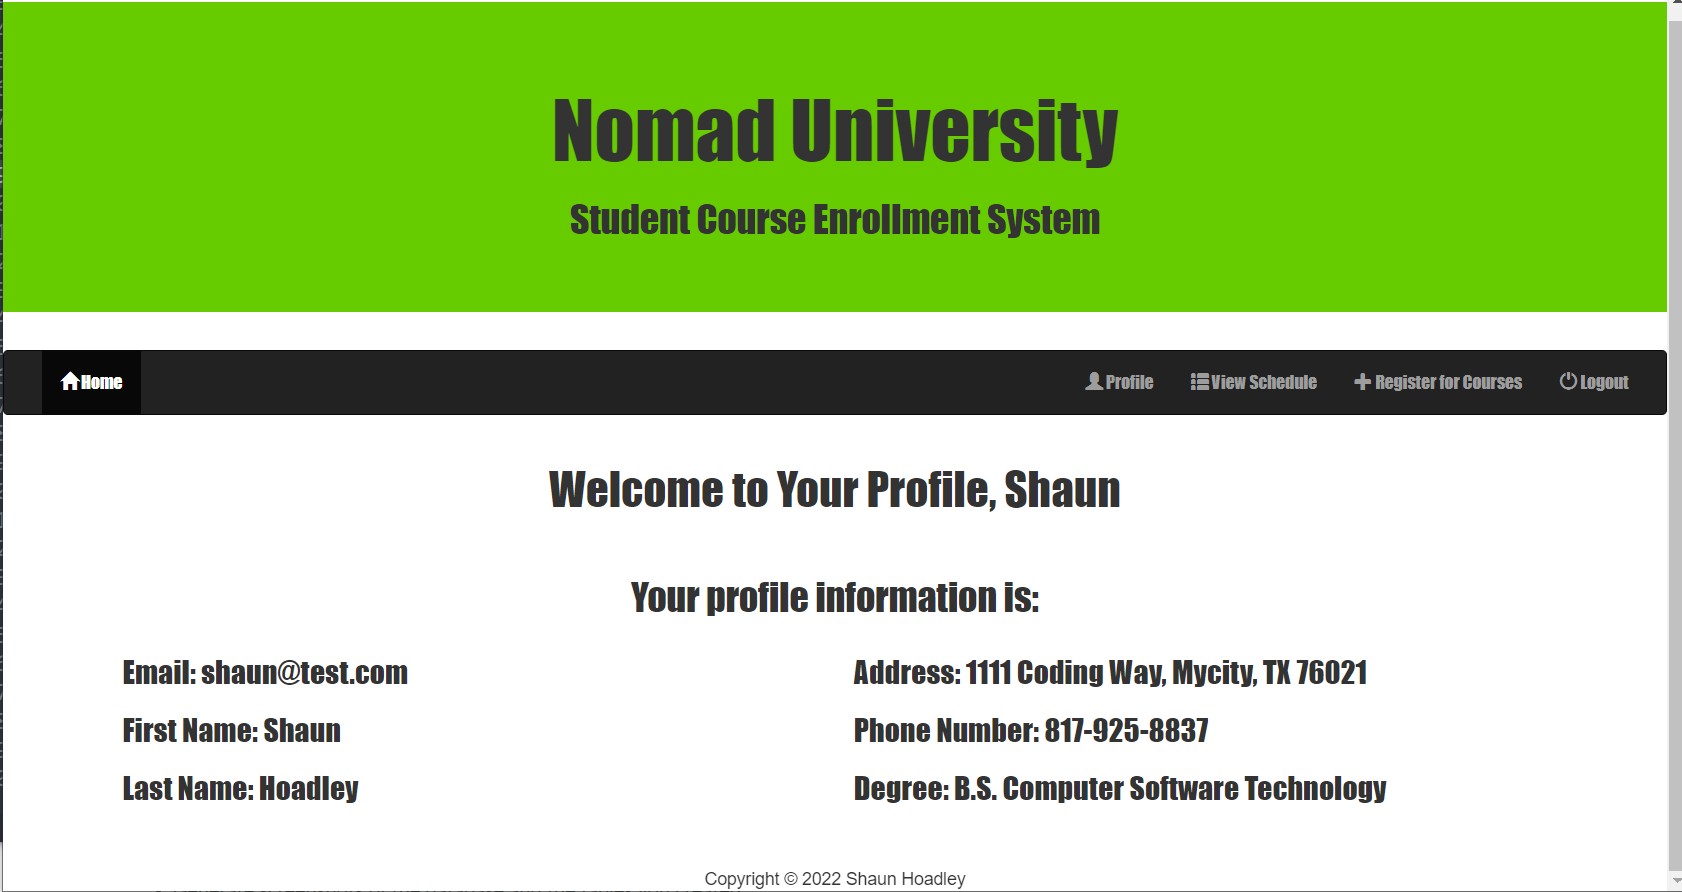 Nomad University
Student Course Enrollment System
Home
Profile
View Schedule
Register for Courses
Logout
Welcome to Your Profile, Shaun
Your profile information is:
Email: shaun@test.com
Address: 1111 Coding Way, Mycity, TX 76021
First Name: Shaun
Phone Number: 817-925-8837
Last Name: Hoadley
Degree: B.S. Computer Software Technology
Copyright © 2022 Shaun Hoadley